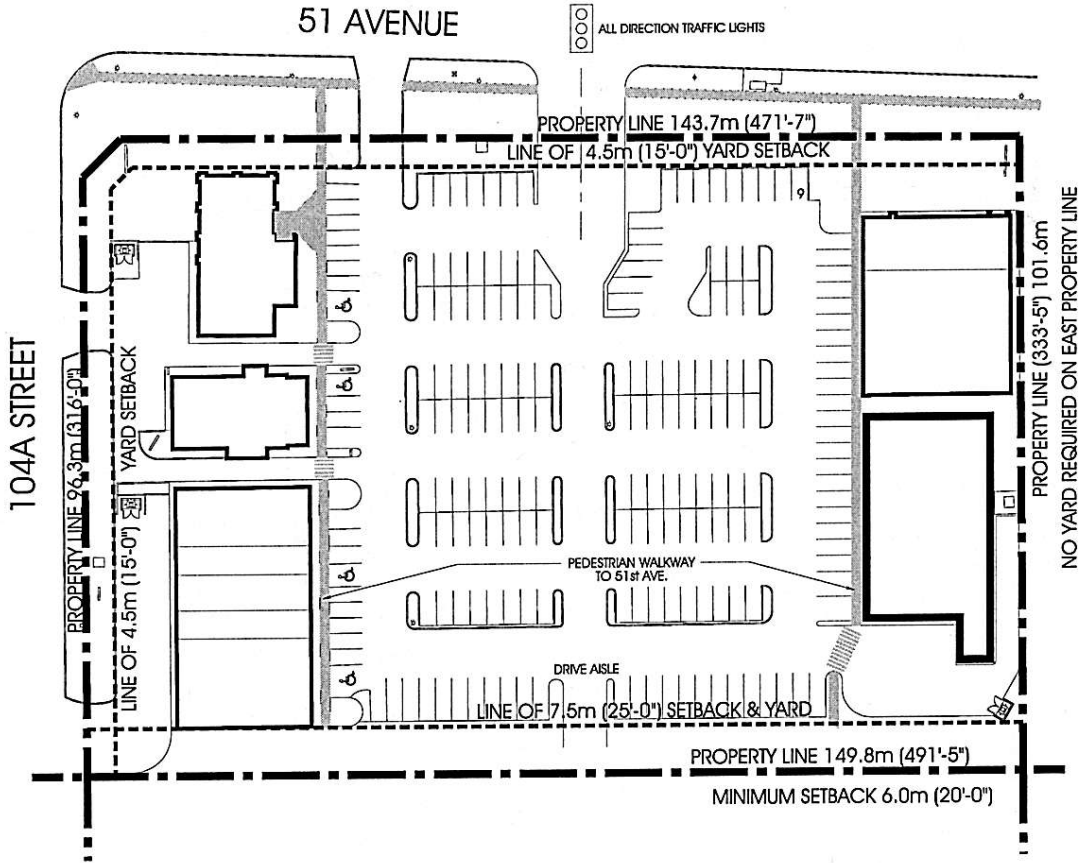 51 AVENUE
ALL DIRECTION TRAFFIC LIGHTS
PROPERTY LINE 143.7m (471'-7")
LINE OF 4.5m (15'-0") YARD SETBACK
9
104A STREET
PROPERTY LINE 96.3m (316'-0")
LINE OF 4.5m (15'-0") YARD SETBACK
PROPERTY LINE (333'-5") 101.6m
NO YARD REQUIRED ON EAST PROPERTY LINE
PEDESTRIAN WALKWAY
TO 51st AVE.
DRIVE AISLE
LINE OF 7.5m (25'-0") SETBACK & YARD
PROPERTY LINE 149.8m (491'-5")
MINIMUM SETBACK 6.0m (20'-0")